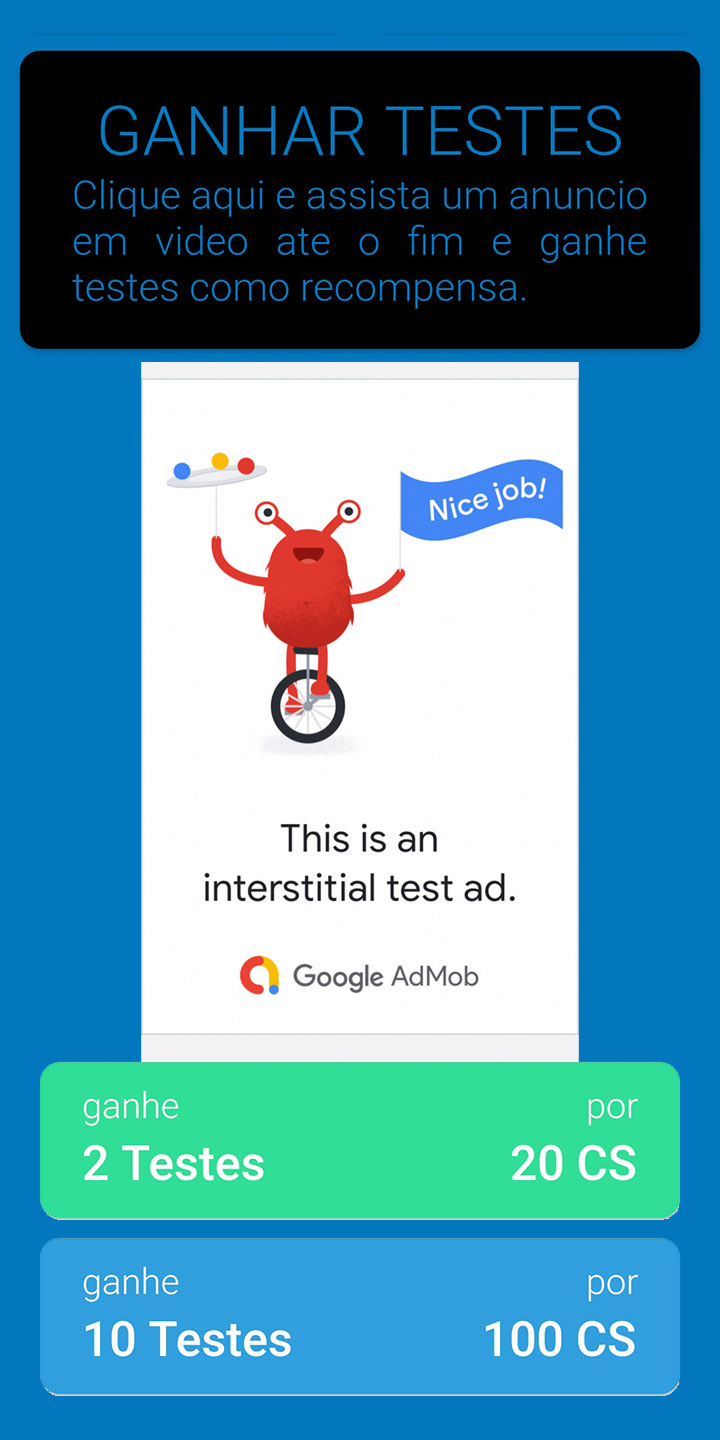 GANHAR TESTES
Clique aqui e assista um anuncio
em video ate o fim e ganhe
testes como recompensa.
Nice job!
This is an
interstitial test ad.
Google AdMob
ganhe por
2 Testes 20 CS
ganhe por
10 Testes 100 CS